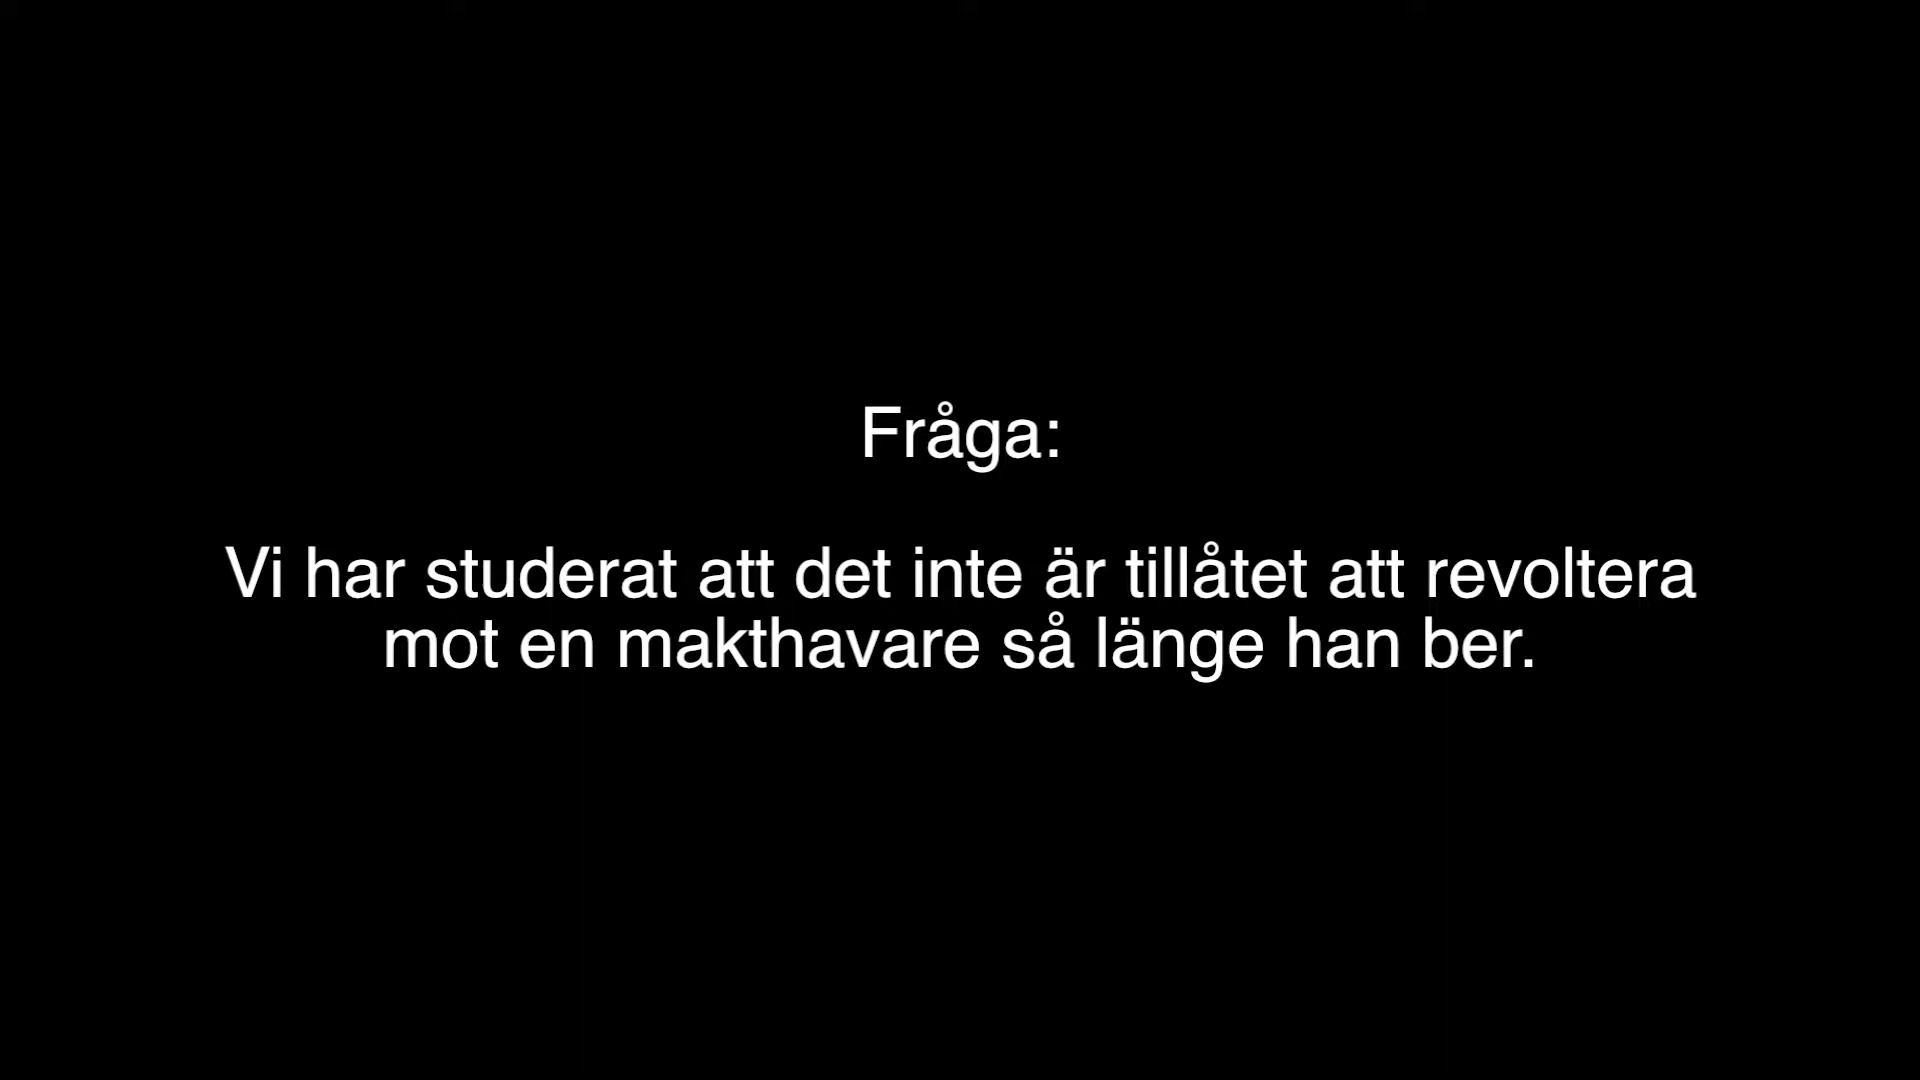 Fråga:
Vi har studerat att det inte är tillåtet att revoltera
mot en makthavare så länge han ber.